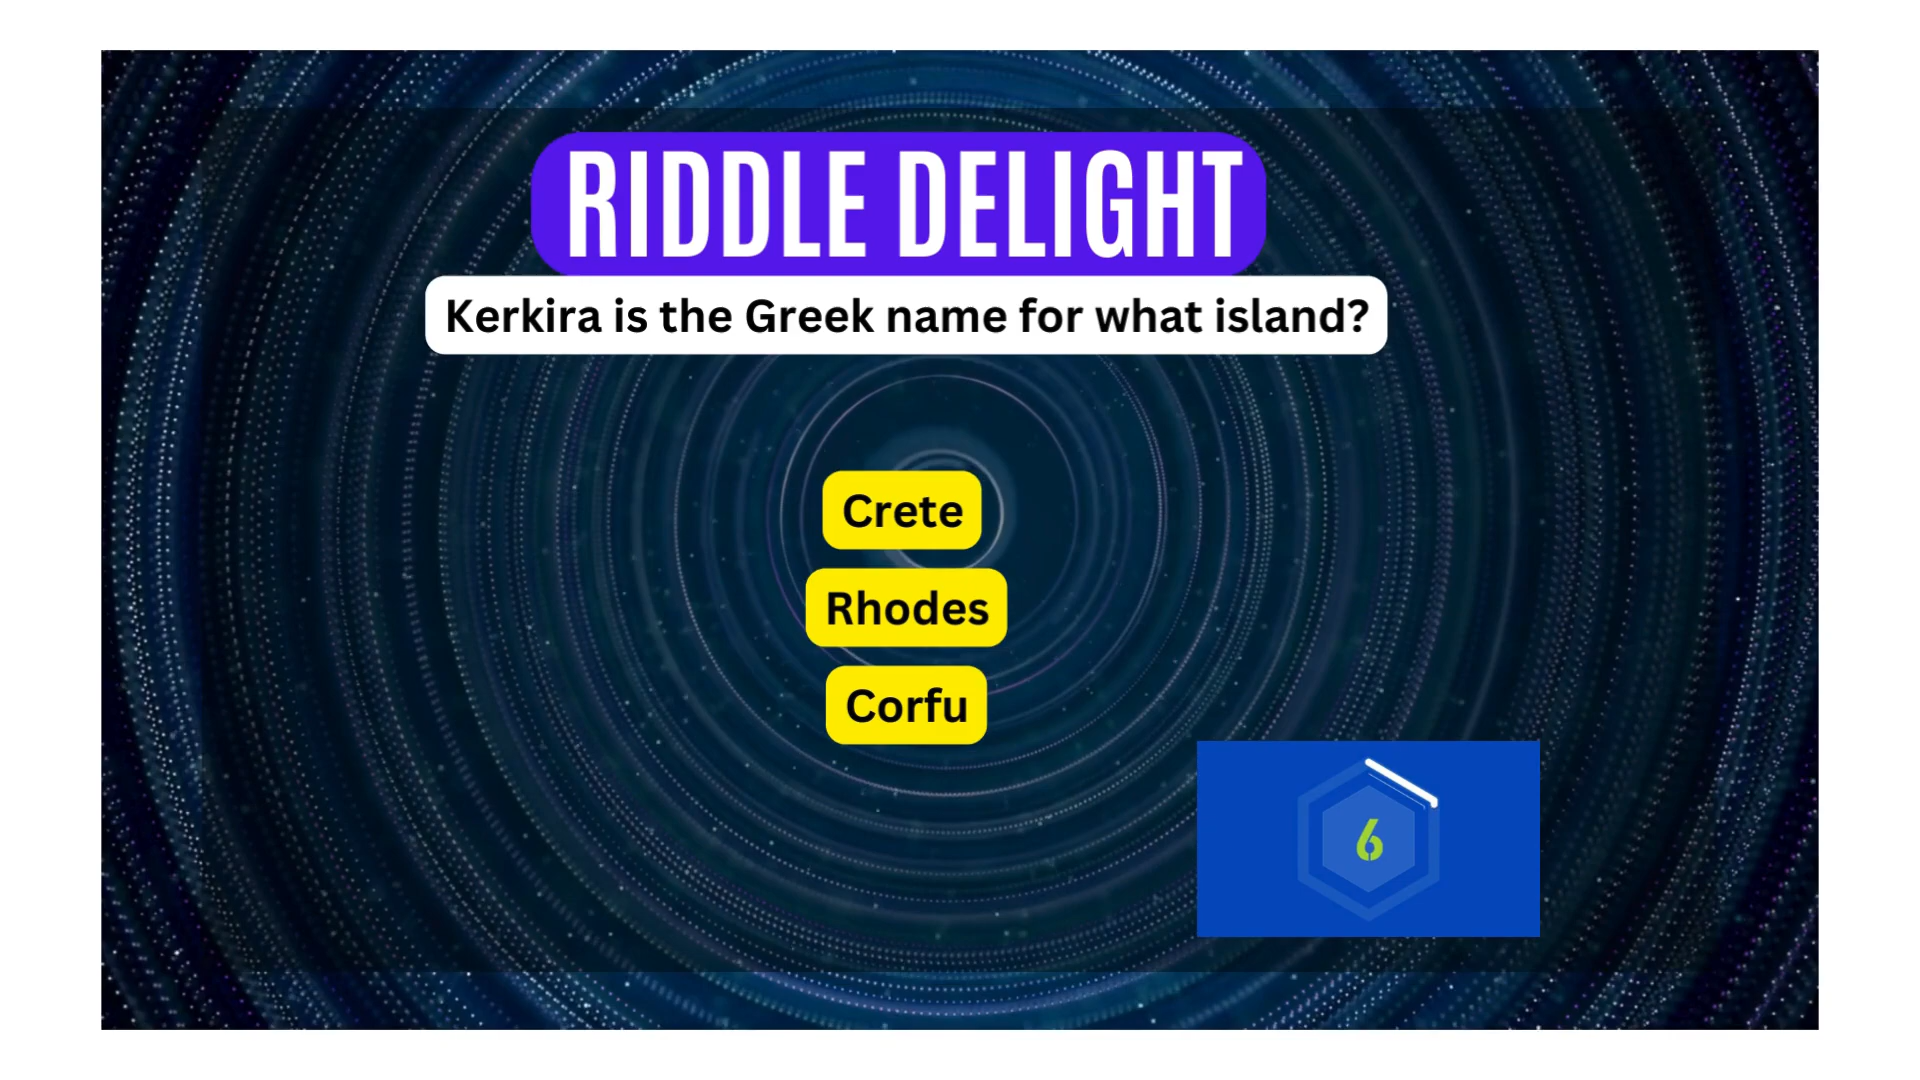 RIDDLE DELIGHT
Kerkira is the Greek name for what island?
Crete
Rhodes
Corfu
6